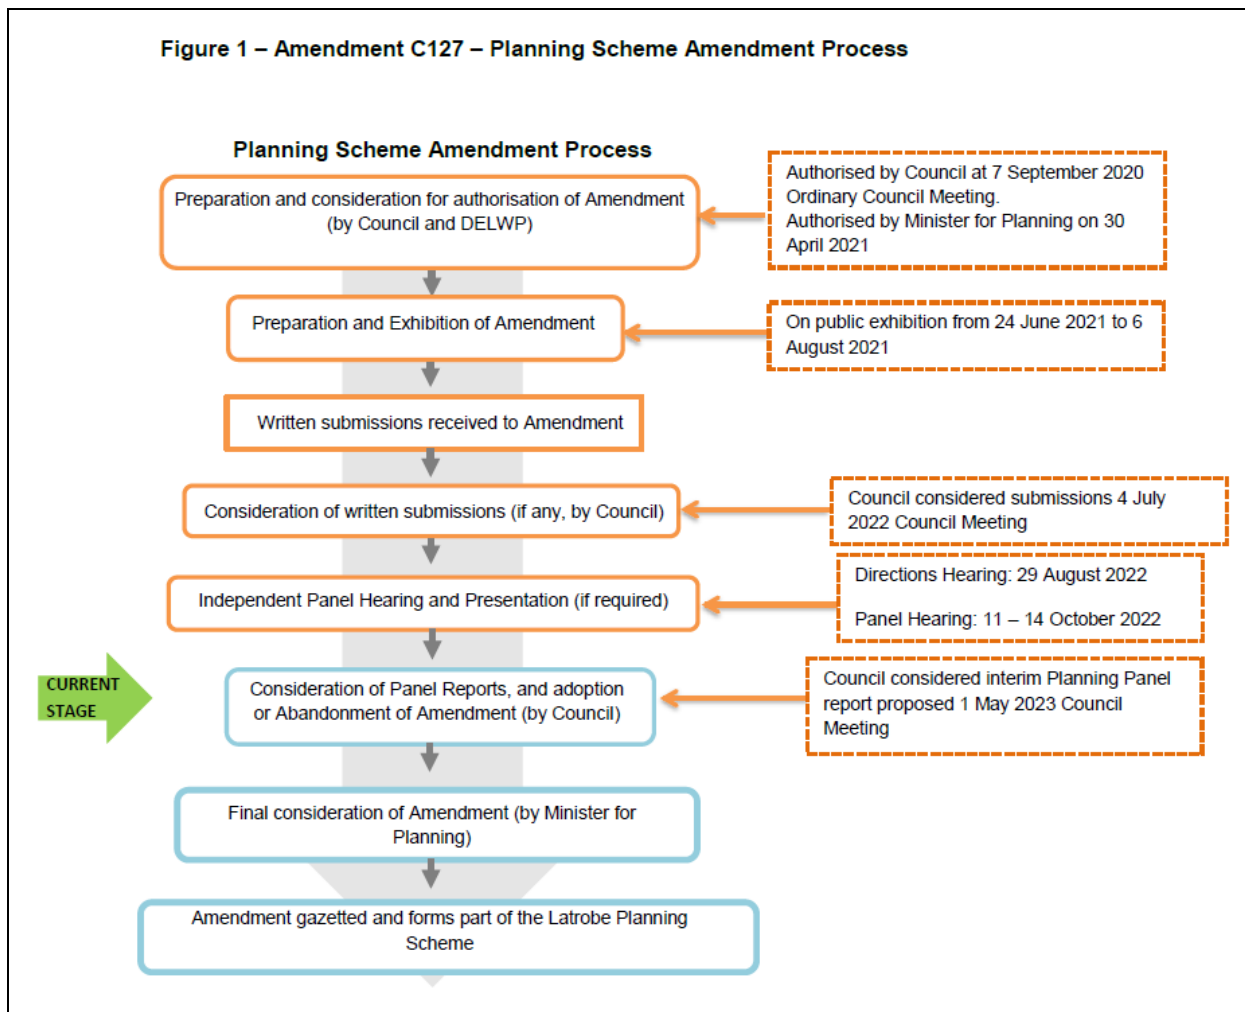 Figure 1 – Amendment C127 – Planning Scheme Amendment Process
Planning Scheme Amendment Process
Preparation and consideration for authorisation of Amendment
(by Council and DELWP)
Authorised by Council at 7 September 2020
Ordinary Council Meeting.
Authorised by Minister for Planning on 30
April 2021
Preparation and Exhibition of Amendment
On public exhibition from 24 June 2021 to 6
August 2021
Written submissions received to Amendment
Consideration of written submissions (if any, by Council)
Council considered submissions 4 July
2022 Council Meeting
Independent Panel Hearing and Presentation (if required)
Directions Hearing: 29 August 2022
Panel Hearing: 11 – 14 October 2022
CURRENT
STAGE
Consideration of Panel Reports, and adoption
or Abandonment of Amendment (by Council)
Council considered interim Planning Panel
report proposed 1 May 2023 Council
Meeting
Final consideration of Amendment (by Minister for
Planning)
Amendment gazetted and forms part of the Latrobe Planning
Scheme